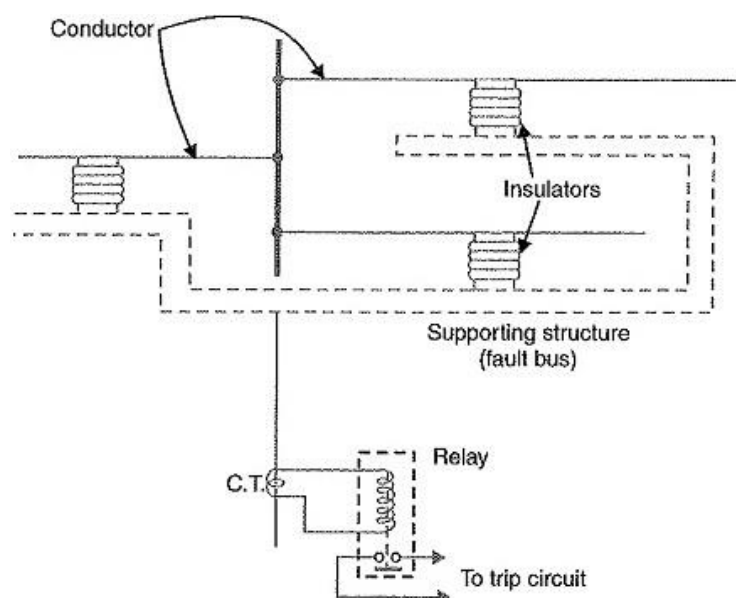 Conductor
Insulators
Supporting structure
(fault bus)
Relay
C.T.
To trip circuit